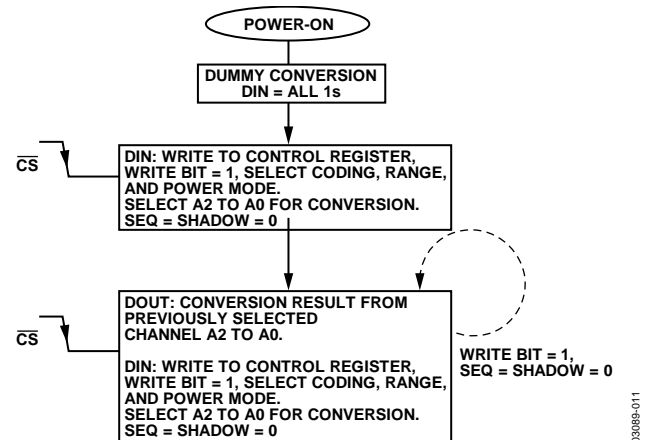 POWER-ON
DUMMY CONVERSION
DIN = ALL 1s
CS
DIN: WRITE TO CONTROL REGISTER,
WRITE BIT = 1, SELECT CODING, RANGE,
AND POWER MODE.
SELECT A2 TO A0 FOR CONVERSION.
SEQ = SHADOW = 0
CS
DOUT: CONVERSION RESULT FROM
PREVIOUSLY SELECTED
CHANNEL A2 TO A0.
DIN: WRITE TO CONTROL REGISTER,
WRITE BIT = 1, SELECT CODING, RANGE,
AND POWER MODE.
SELECT A2 TO A0 FOR CONVERSION.
SEQ = SHADOW = 0
WRITE BIT = 1,
SEQ = SHADOW = 0
03089-011